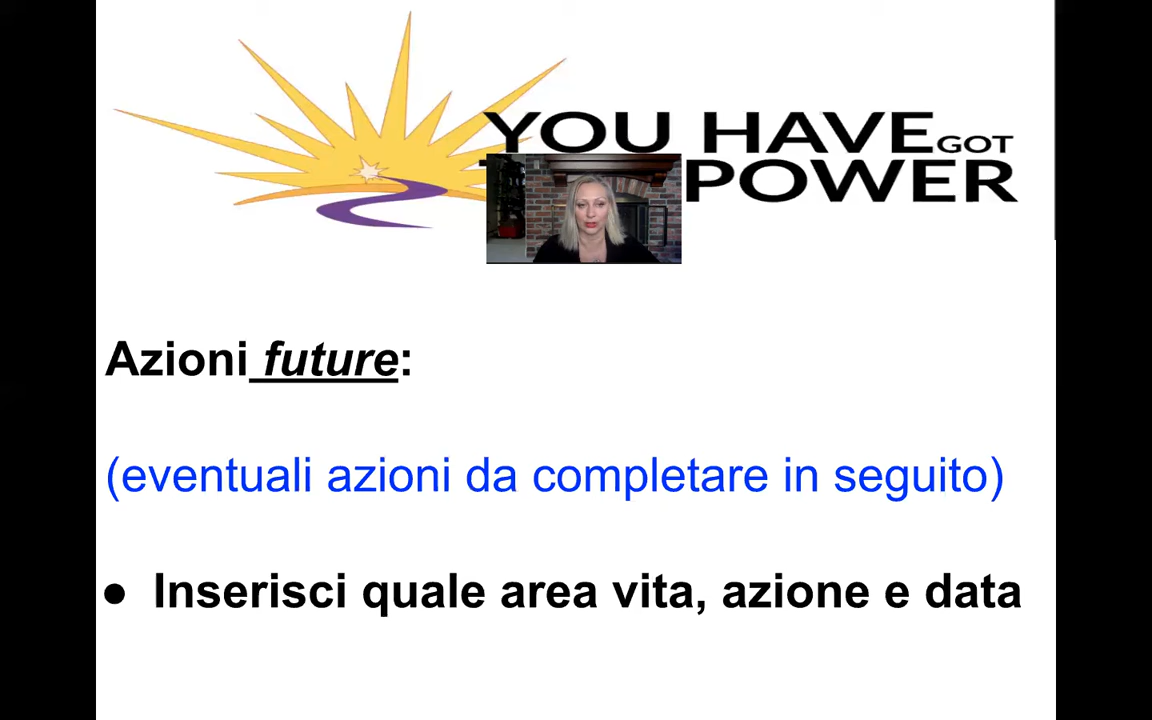 YOU HAVE GOT
POWER
Azioni future:
(eventuali azioni da completare in seguito)
● Inserisci quale area vita, azione e data